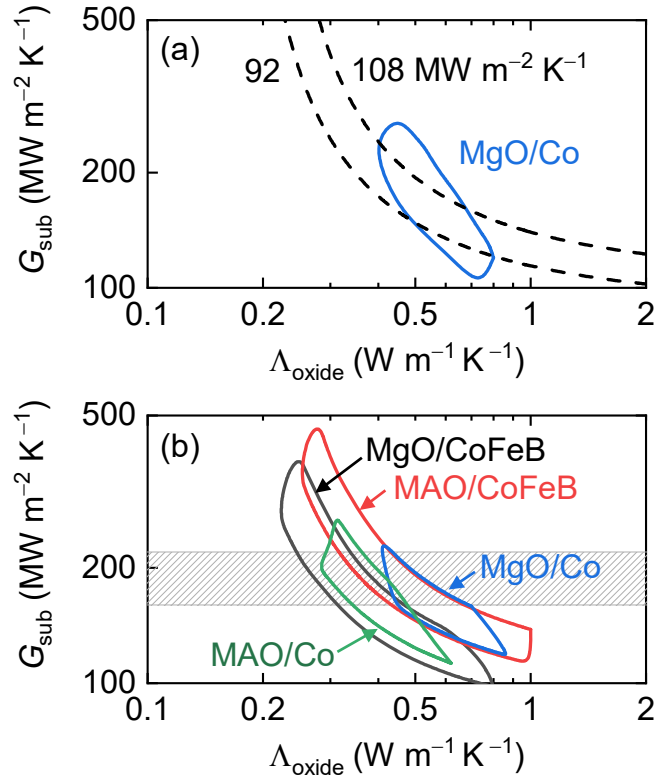 500
(a)
92
108 MW m⁻² K⁻¹
MgO/Co
200
100
G_sub (MW m⁻² K⁻¹)
0.1 0.2 0.5 1 2
Λ_oxide (W m⁻¹ K⁻¹)
500
(b)
MgO/CoFeB
MAO/CoFeB
200
MgO/Co
MAO/Co
100
G_sub (MW m⁻² K⁻¹)
0.1 0.2 0.5 1 2
Λ_oxide (W m⁻¹ K⁻¹)